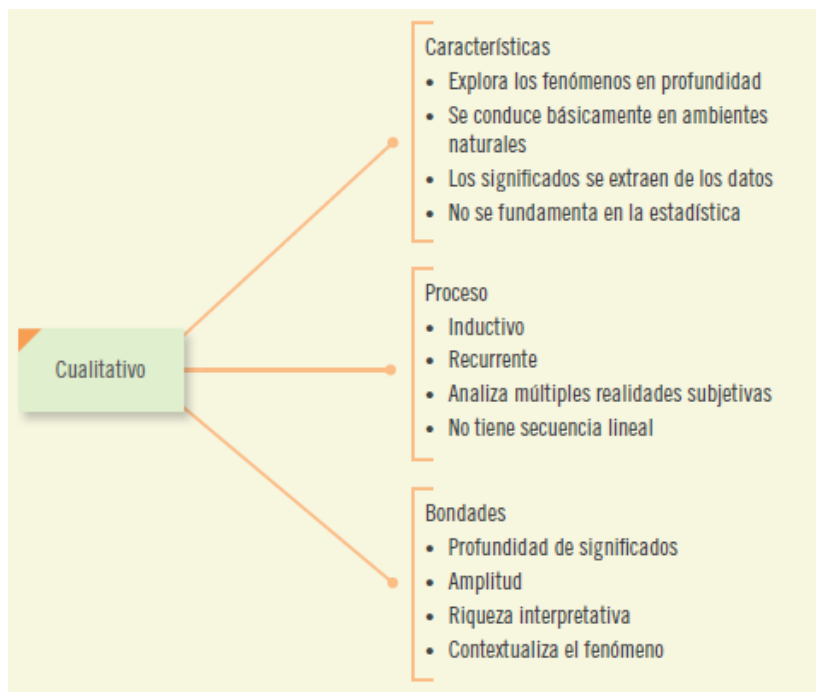 Cualitativo
Características
• Explora los fenómenos en profundidad
• Se conduce básicamente en ambientes
naturales
• Los significados se extraen de los datos
• No se fundamenta en la estadística
Proceso
• Inductivo
• Recurrente
• Analiza múltiples realidades subjetivas
• No tiene secuencia lineal
Bondades
• Profundidad de significados
• Amplitud
• Riqueza interpretativa
• Contextualiza el fenómeno